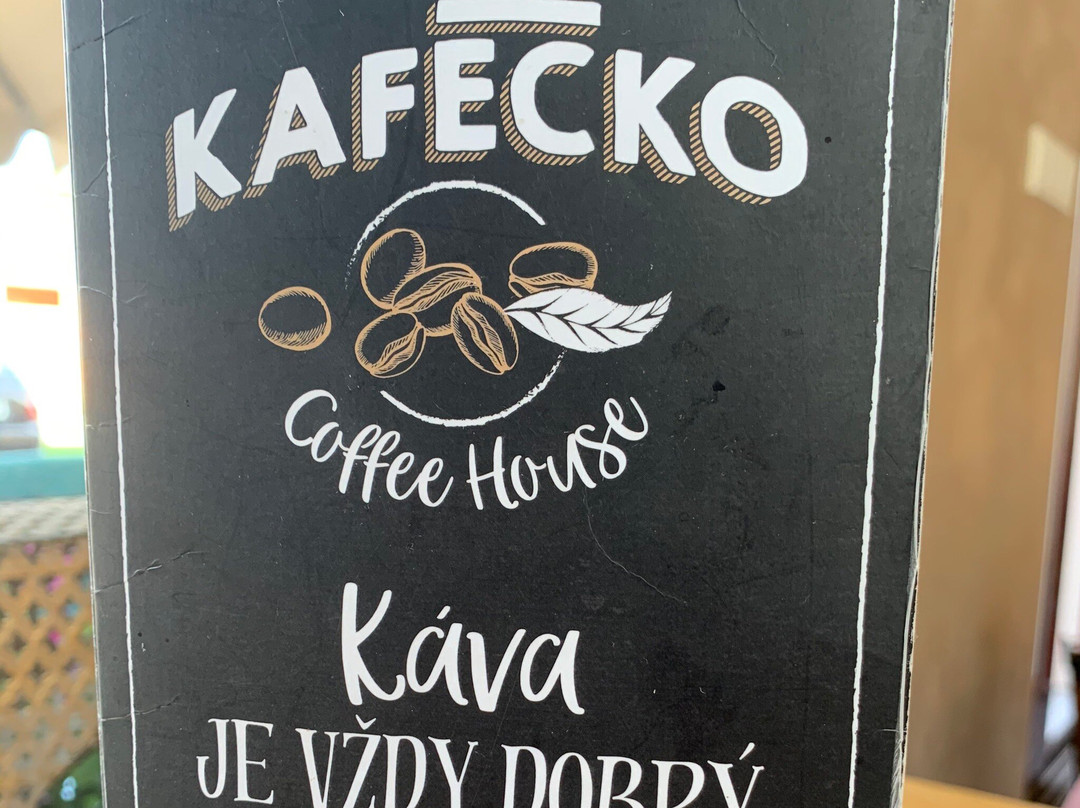 KAFEČKO
Coffee House
Káva
JE VŽDY DOBRÝ